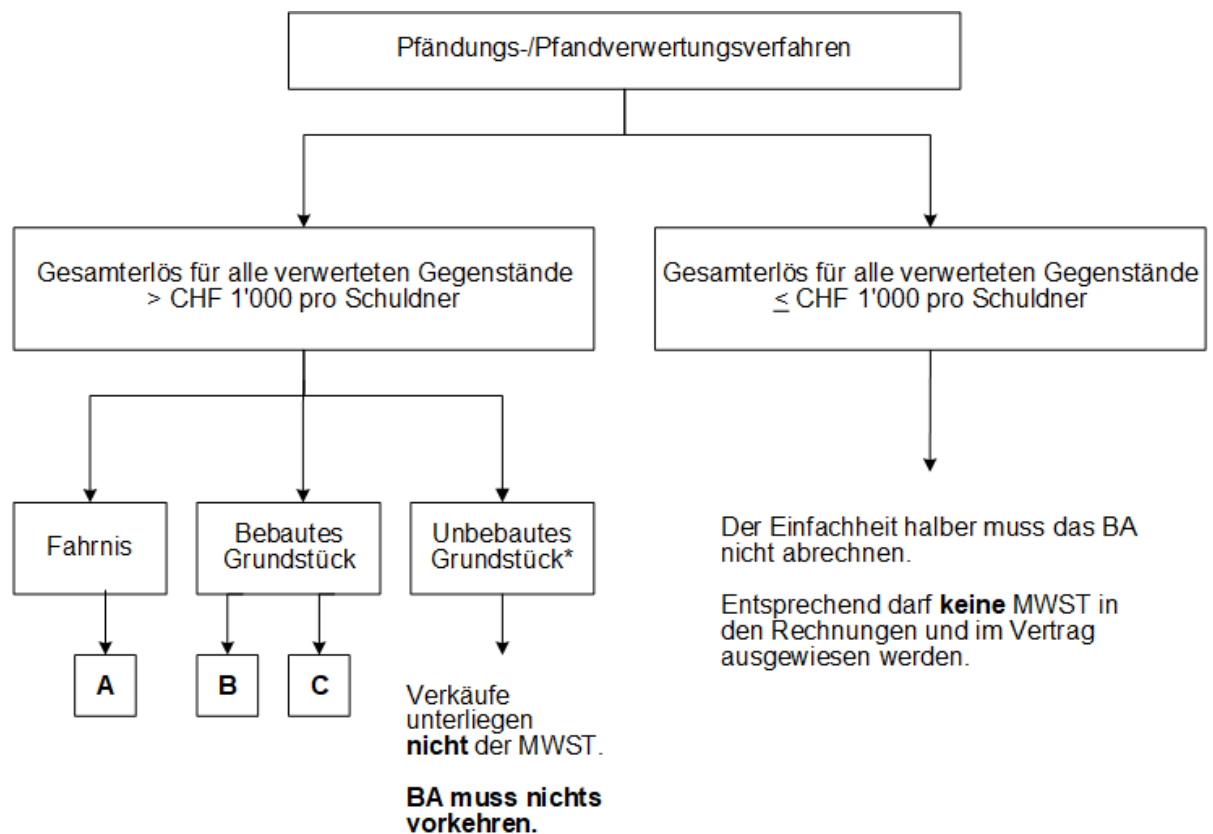 Pfändungs-/Pfandverwertungsverfahren
Gesamterlös für alle verwerteten Gegenstände
> CHF 1'000 pro Schuldner
Gesamterlös für alle verwerteten Gegenstände
≤ CHF 1'000 pro Schuldner
Fahrnis
Bebautes
Grundstück
Unbebautes
Grundstück*
A
B
C
Verkäufe
unterliegen
nicht der MWST.
BA muss nichts
vorkehren.
Der Einfachheit halber muss das BA
nicht abrechnen.
Entsprechend darf keine MWST in
den Rechnungen und im Vertrag
ausgewiesen werden.